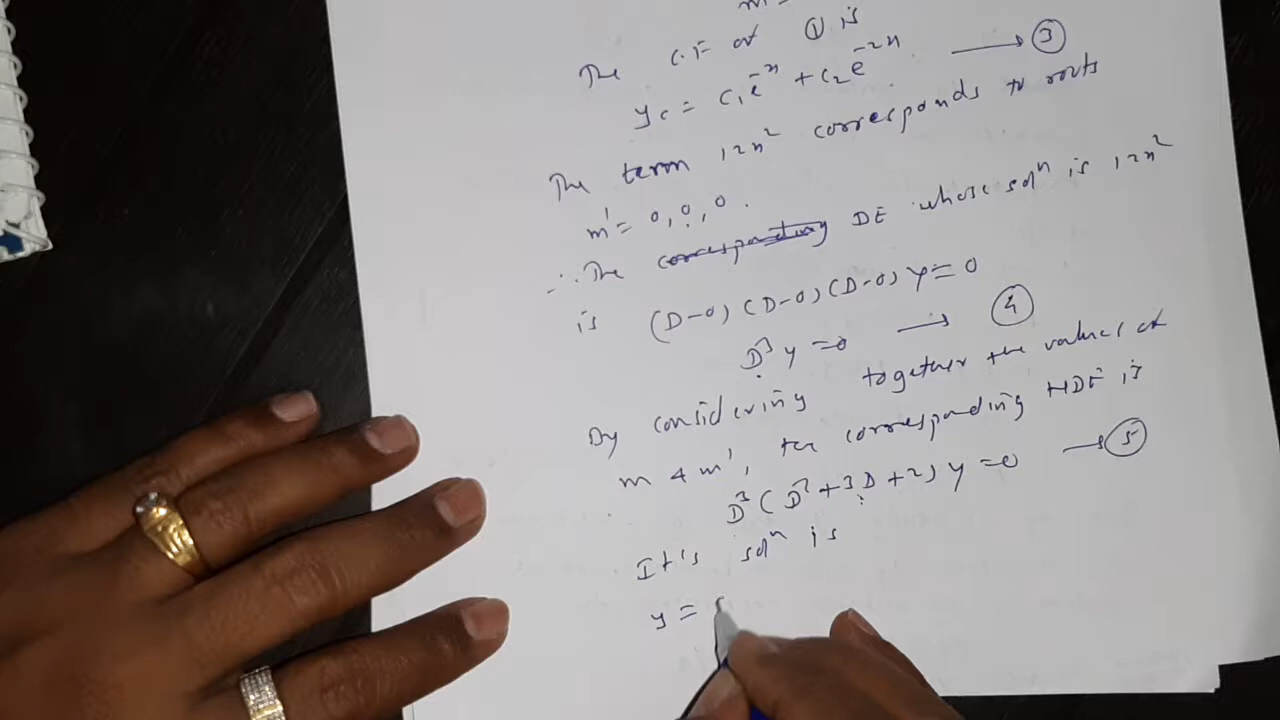 m =
The C.F of ① is
yc = c₁e⁻ˣ + c₂e⁻²ˣ → ③
The term 12x² corresponds to roots
m' = 0, 0, 0.
∴ The corresponding DE whose solⁿ is 12x²
is (D-0) (D-0) (D-0) y = 0
D³y = 0 → ④
By considering together the values of
m & m', the corresponding HDE is
D³ (D² + 3D + 2) y = 0 → ⑤
It's solⁿ is
y =